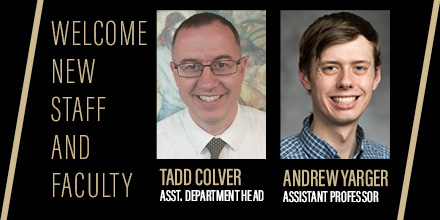 WELCOME
NEW
STAFF
AND
FACULTY
TADD COLVER
ASST. DEPARTMENT HEAD
ANDREW YARGER
ASSISTANT PROFESSOR